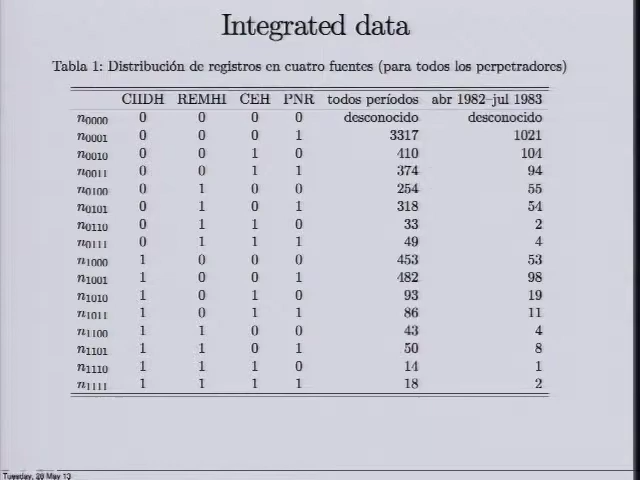 Integrated data
Tabla 1: Distribución de registros en cuatro fuentes (para todos los perpetradores)
CIIDH REMHI CEH PNR todos períodos abr 1982–jul 1983
n0000 0 0 0 0 desconocido desconocido
n0001 0 0 0 1 3317 1021
n0010 0 0 1 0 410 104
n0011 0 0 1 1 374 94
n0100 0 1 0 0 254 55
n0101 0 1 0 1 318 54
n0110 0 1 1 0 33 2
n0111 0 1 1 1 49 4
n1000 1 0 0 0 453 53
n1001 1 0 0 1 482 98
n1010 1 0 1 0 93 19
n1011 1 0 1 1 86 11
n1100 1 1 0 0 43 4
n1101 1 1 0 1 50 8
n1110 1 1 1 0 14 1
n1111 1 1 1 1 18 2
Tuesday, 28 May 13